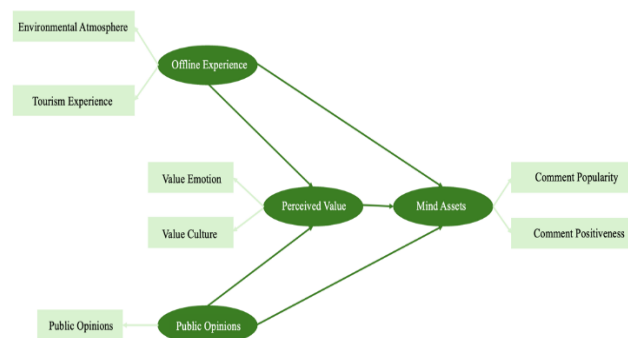 Environmental Atmosphere
Offline Experience
Tourism Experience
Value Emotion
Comment Popularity
Perceived Value
Mind Assets
Value Culture
Comment Positiveness
Public Opinions
Public Opinions